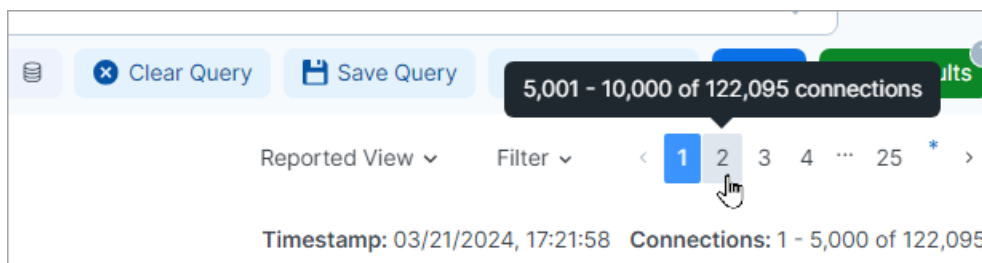 Clear Query Save Query
5,001 - 10,000 of 122,095 connections
Reported View Filter < 1 2 3 4 ... 25 * >
Timestamp: 03/21/2024, 17:21:58 Connections: 1 - 5,000 of 122,095